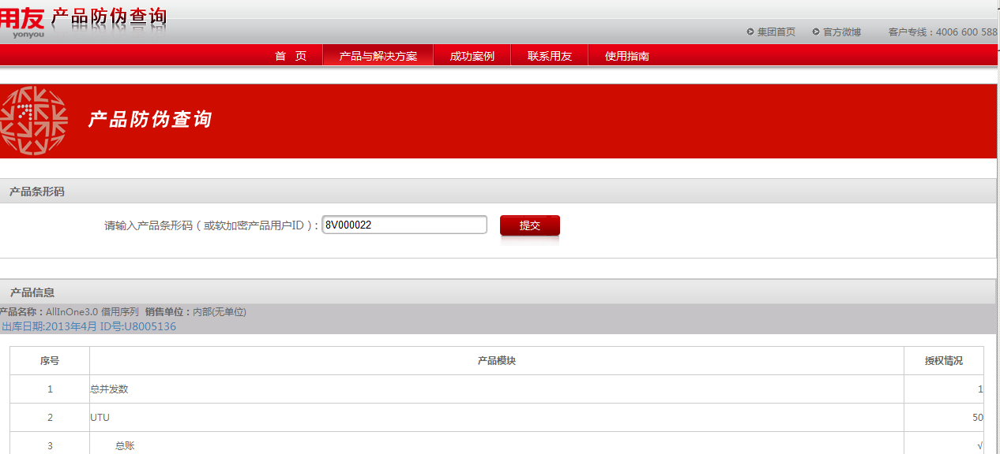 用友 产品防伪查询
yonyou
集团首页 官方微博 客户专线：4006 600 588
首 页 产品与解决方案 成功案例 联系用友 使用指南
产品防伪查询
产品条形码
请输入产品条形码（或软加密产品用户ID）: 8V000022 提交
产品信息
产品名称：AllInOne3.0 借用序列 销售单位：内部(无单位)
出库日期:2013年4月 ID号:U8005136
序号 产品模块 授权情况
1 总并发数 1
2 UTU 50
3 总账 √